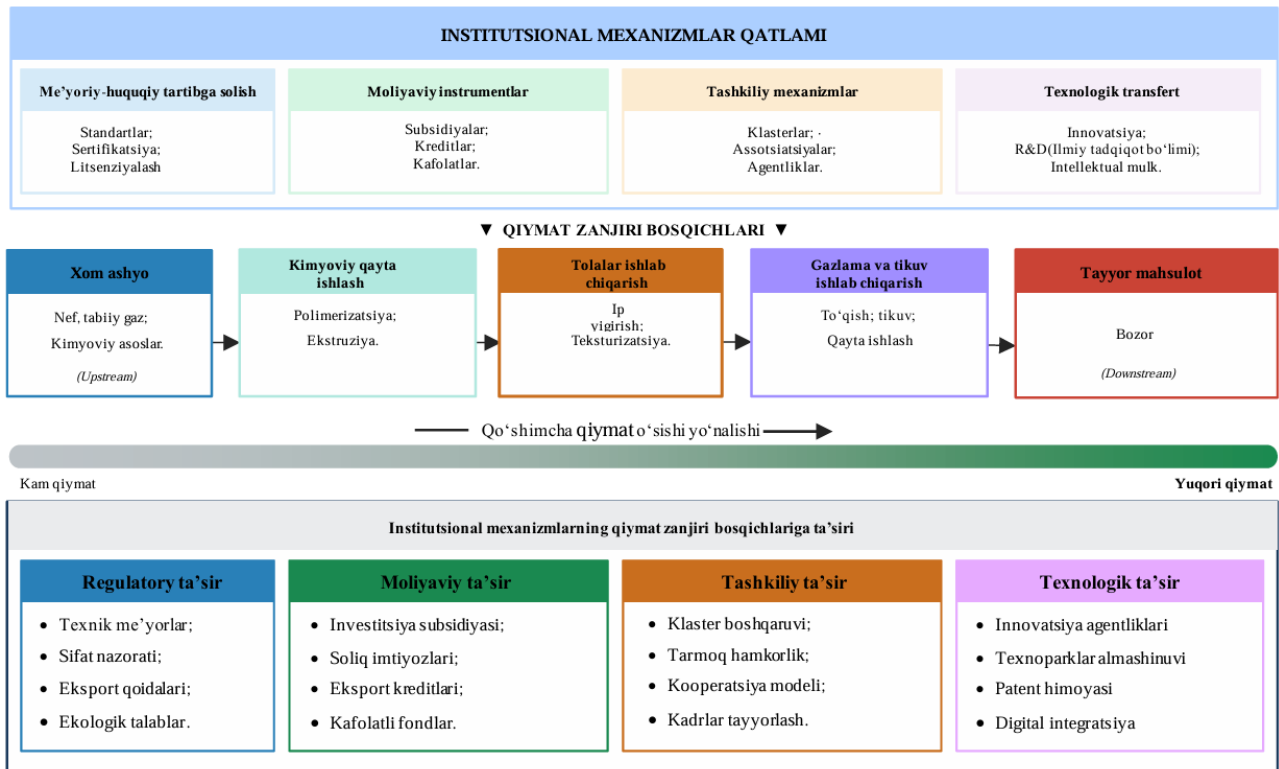 INSTITUTSIONAL MEXANIZMLAR QATLAMI
Me’yoriy-huquqiy tartibga solish
Standartlar;
Sertifikatsiya;
Litsenziyalash
Moliyaviy instrumentlar
Subsidiyalar;
Kreditlar;
Kafolatlar.
Tashkiliy mexanizmlar
Klasterlar; ·
Assotsiatsiyalar;
Agentliklar.
Texnologik transfert
Innovatsiya;
R&D(Ilmiy tadqiqot bo‘limi);
Intellektual mulk.
▼ QIYMAT ZANJIRI BOSQICHLARI ▼
Xom ashyo
Nef, tabiiy gaz;
Kimyoviy asoslar.
(Upstream)
Kimyoviy qayta
ishlash
Polimerizatsiya;
Ekstruziya.
Tolalar ishlab
chiqarish
Ip
yigirish;
Teksturizatsiya.
Gazlama va tikuv
ishlab chiqarish
To‘qish; tikuv;
Qayta ishlash
Tayyor mahsulot
Bozor
(Downstream)
Qo‘shimcha qiymat o‘sishi yo‘nalishi
Kam qiymat
Yuqori qiymat
Institutsional mexanizmlarning qiymat zanjiri bosqichlariga ta’siri
Regulatory ta’sir
• Texnik me’yorlar;
• Sifat nazorati;
• Eksport qoidalari;
• Ekologik talablar.
Moliyaviy ta’sir
• Investitsiya subsidiyasi;
• Soliq imtiyozlari;
• Eksport kreditlari;
• Kafolatli fondlar.
Tashkiliy ta’sir
• Klaster boshqaruvi;
• Tarmoq hamkorlik;
• Kooperatsiya modeli;
• Kadrlar tayyorlash.
Texnologik ta’sir
• Innovatsiya agentliklari
• Texnoparklar almashinuvi
• Patent himoyasi
• Digital integratsiya